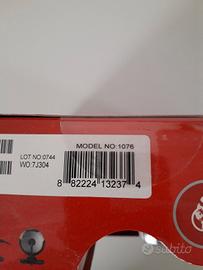 MODEL NO:1076
LOT NO:0744
WO:7J304
8 82224 13237 4
subito